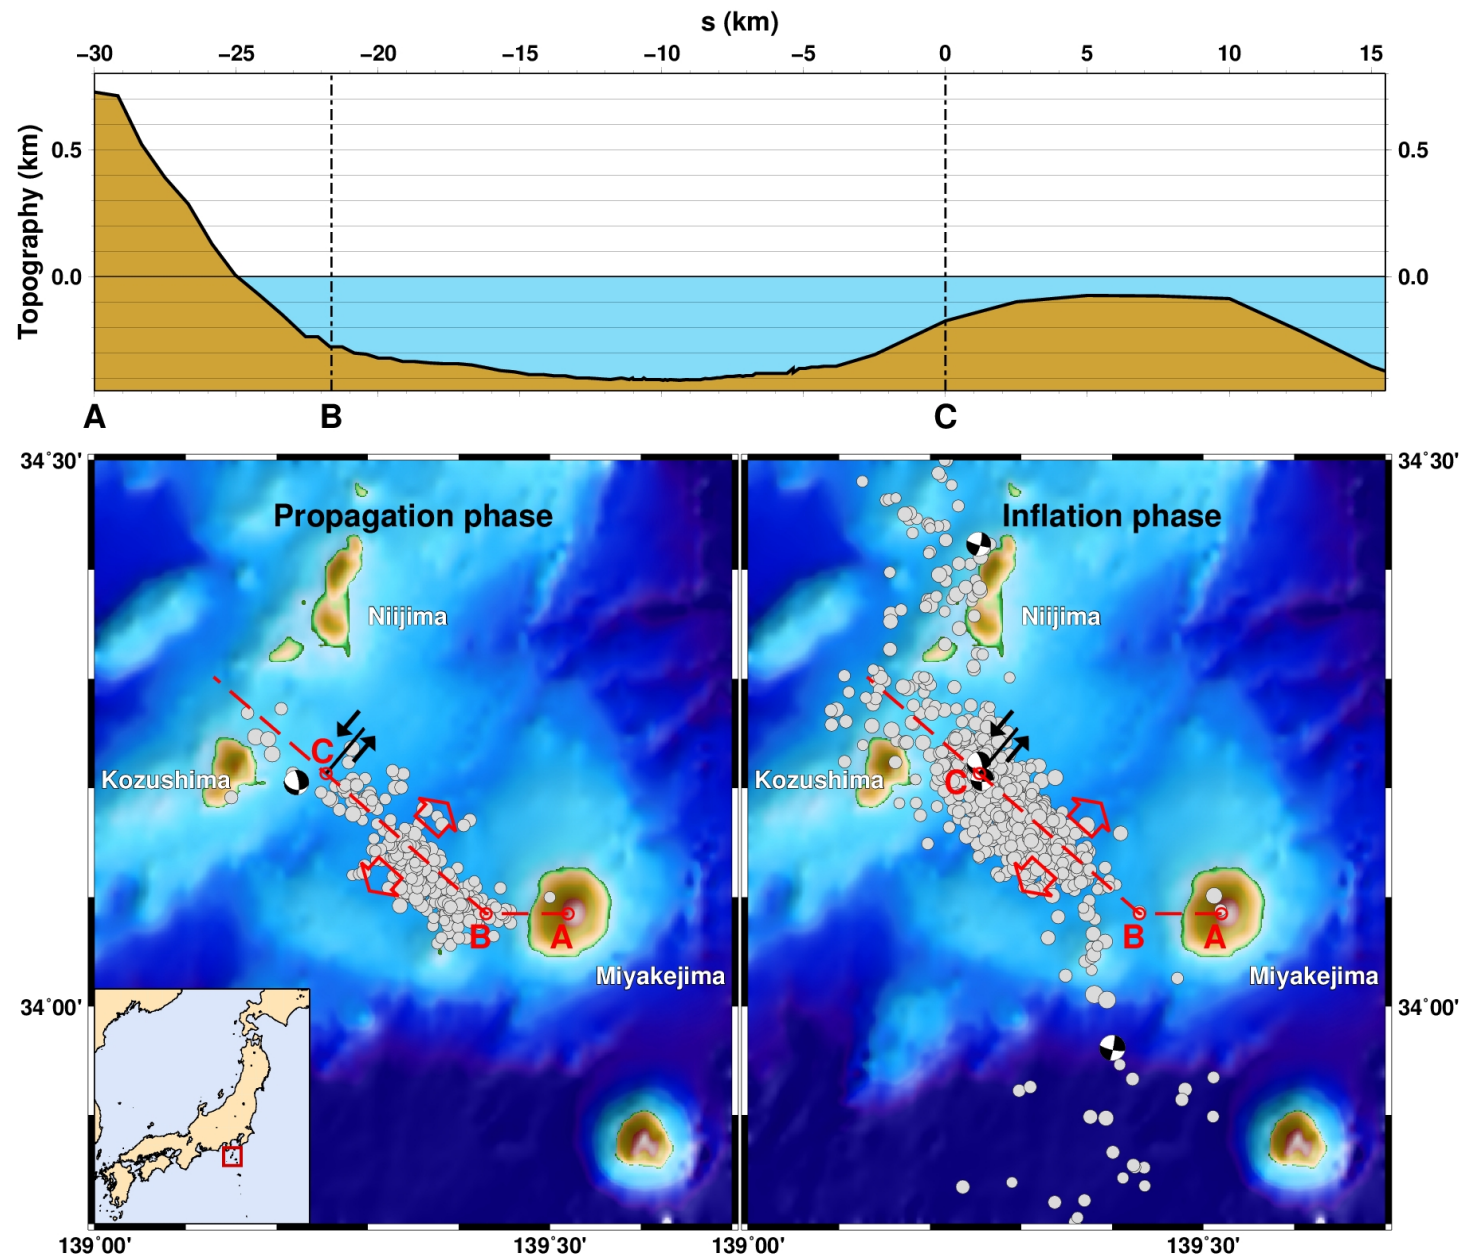 s (km)
−30 −25 −20 −15 −10 −5 0 5 10 15
Topography (km)
0.5 0.5
0.0 0.0
A B C
34˚30' 34˚30'
Propagation phase Inflation phase
Niijima Niijima
C
Kozushima Kozushima
C
B A B A
Miyakejima Miyakejima
34˚00' 34˚00'
139˚00' 139˚30' 139˚00' 139˚30'